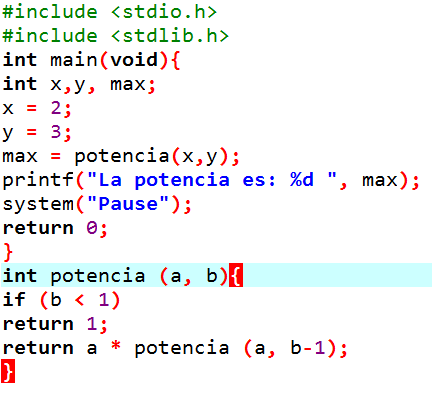 #include <stdio.h>
#include <stdlib.h>
int main(void){
int x,y, max;
x = 2;
y = 3;
max = potencia(x,y);
printf("La potencia es: %d ", max);
system("Pause");
return 0;
}
int potencia (a, b){
if (b < 1)
return 1;
return a * potencia (a, b-1);
}